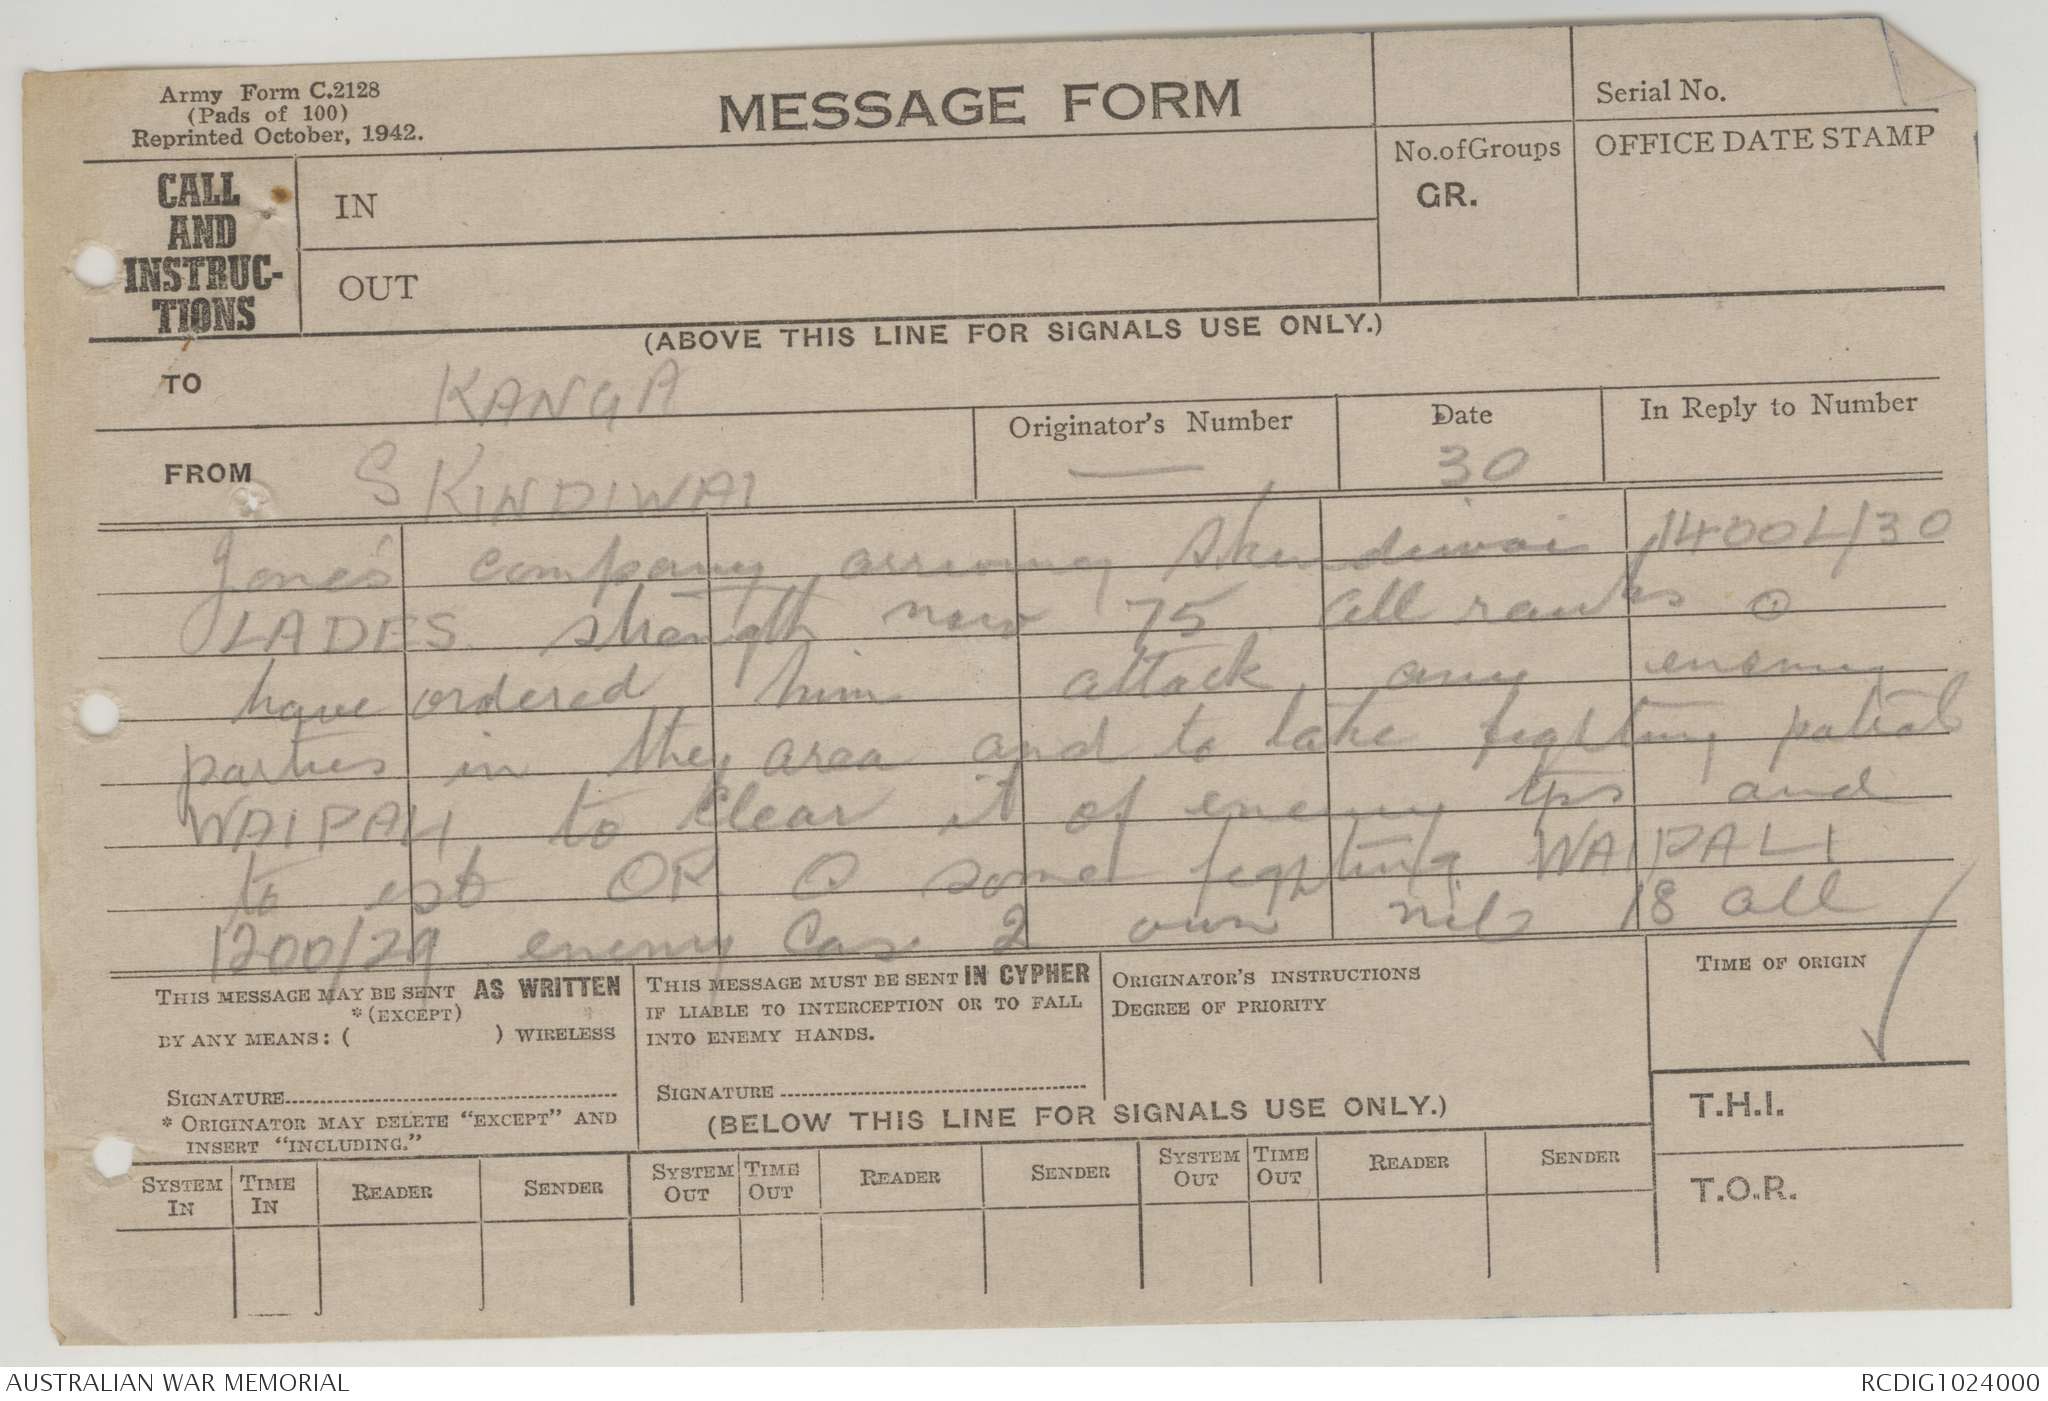 Army Form C.2128
(Pads of 100)
Reprinted October, 1942.
MESSAGE FORM
Serial No.
No.ofGroups
GR.
OFFICE DATE STAMP
CALL
AND
INSTRUC-
TIONS
IN
OUT
(ABOVE THIS LINE FOR SIGNALS USE ONLY.)
TO KANGA
FROM SKINDIWAI
Originator's Number —
Date 30
In Reply to Number
Jones company arriving Skindiwai 1400L/30
LADES strength now 75 all ranks ⊙
have ordered him attack any enemy
parties in they area and to take fighting patrol
WAIPALI to clear it of enemy tps and
to estb OP ⊙ some fighting WAIPALI
1200/29 enemy cas 2 own nil 18 all
THIS MESSAGE MAY BE SENT AS WRITTEN
*(EXCEPT)
BY ANY MEANS: ( ) WIRELESS
SIGNATURE
* ORIGINATOR MAY DELETE "EXCEPT" AND
INSERT "INCLUDING."
THIS MESSAGE MUST BE SENT IN CYPHER
IF LIABLE TO INTERCEPTION OR TO FALL
INTO ENEMY HANDS.
SIGNATURE
ORIGINATOR'S INSTRUCTIONS
DEGREE OF PRIORITY
TIME OF ORIGIN
(BELOW THIS LINE FOR SIGNALS USE ONLY.)
T.H.I.
T.O.R.
SYSTEM IN TIME IN READER SENDER SYSTEM OUT TIME OUT READER SENDER SYSTEM OUT TIME OUT READER SENDER
AUSTRALIAN WAR MEMORIAL
RCDIG1024000